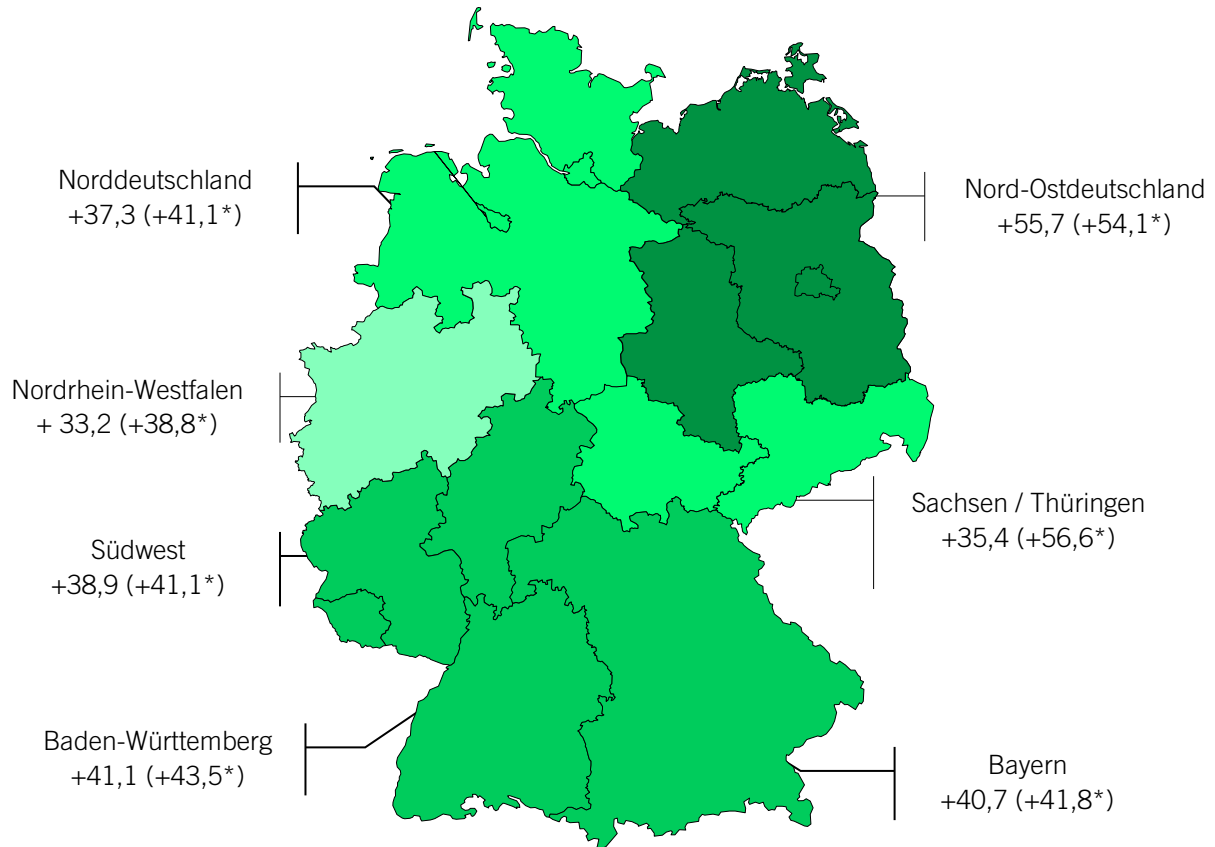 Norddeutschland
+37,3 (+41,1*)
Nord-Ostdeutschland
+55,7 (+54,1*)
Nordrhein-Westfalen
+ 33,2 (+38,8*)
Sachsen / Thüringen
+35,4 (+56,6*)
Südwest
+38,9 (+41,1*)
Baden-Württemberg
+41,1 (+43,5*)
Bayern
+40,7 (+41,8*)